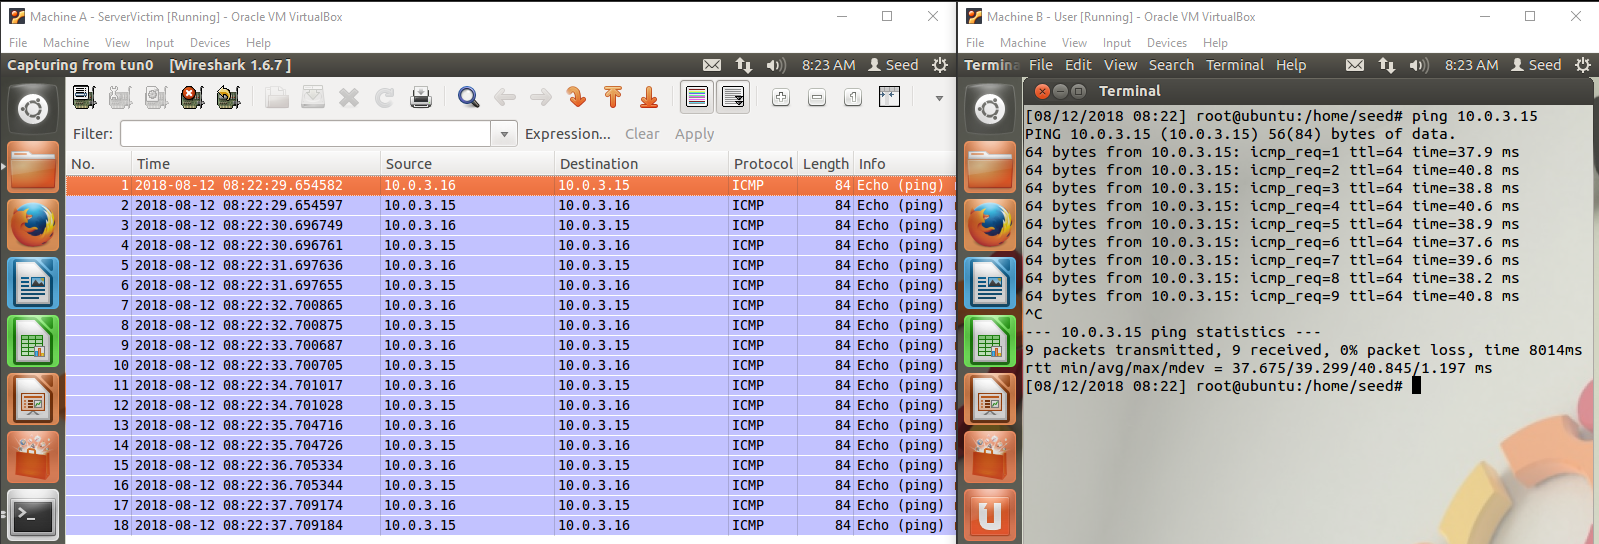 Machine A - ServerVictim [Running] - Oracle VM VirtualBox
File Machine View Input Devices Help
Capturing from tun0 [Wireshark 1.6.7 ] 8:23 AM Seed
Filter: Expression... Clear Apply
No. Time Source Destination Protocol Length Info
1 2018-08-12 08:22:29.654582 10.0.3.16 10.0.3.15 ICMP 84 Echo (ping)
2 2018-08-12 08:22:29.654597 10.0.3.15 10.0.3.16 ICMP 84 Echo (ping)
3 2018-08-12 08:22:30.696749 10.0.3.16 10.0.3.15 ICMP 84 Echo (ping)
4 2018-08-12 08:22:30.696761 10.0.3.15 10.0.3.16 ICMP 84 Echo (ping)
5 2018-08-12 08:22:31.697636 10.0.3.16 10.0.3.15 ICMP 84 Echo (ping)
6 2018-08-12 08:22:31.697655 10.0.3.15 10.0.3.16 ICMP 84 Echo (ping)
7 2018-08-12 08:22:32.700865 10.0.3.16 10.0.3.15 ICMP 84 Echo (ping)
8 2018-08-12 08:22:32.700875 10.0.3.15 10.0.3.16 ICMP 84 Echo (ping)
9 2018-08-12 08:22:33.700687 10.0.3.16 10.0.3.15 ICMP 84 Echo (ping)
10 2018-08-12 08:22:33.700705 10.0.3.15 10.0.3.16 ICMP 84 Echo (ping)
11 2018-08-12 08:22:34.701017 10.0.3.16 10.0.3.15 ICMP 84 Echo (ping)
12 2018-08-12 08:22:34.701028 10.0.3.15 10.0.3.16 ICMP 84 Echo (ping)
13 2018-08-12 08:22:35.704716 10.0.3.16 10.0.3.15 ICMP 84 Echo (ping)
14 2018-08-12 08:22:35.704726 10.0.3.15 10.0.3.16 ICMP 84 Echo (ping)
15 2018-08-12 08:22:36.705334 10.0.3.16 10.0.3.15 ICMP 84 Echo (ping)
16 2018-08-12 08:22:36.705344 10.0.3.15 10.0.3.16 ICMP 84 Echo (ping)
17 2018-08-12 08:22:37.709174 10.0.3.16 10.0.3.15 ICMP 84 Echo (ping)
18 2018-08-12 08:22:37.709184 10.0.3.15 10.0.3.16 ICMP 84 Echo (ping)
Machine B - User [Running] - Oracle VM VirtualBox
File Machine View Input Devices Help
Termina File Edit View Search Terminal Help 8:23 AM Seed
Terminal
[08/12/2018 08:22] root@ubuntu:/home/seed# ping 10.0.3.15
PING 10.0.3.15 (10.0.3.15) 56(84) bytes of data.
64 bytes from 10.0.3.15: icmp_req=1 ttl=64 time=37.9 ms
64 bytes from 10.0.3.15: icmp_req=2 ttl=64 time=40.8 ms
64 bytes from 10.0.3.15: icmp_req=3 ttl=64 time=38.8 ms
64 bytes from 10.0.3.15: icmp_req=4 ttl=64 time=40.6 ms
64 bytes from 10.0.3.15: icmp_req=5 ttl=64 time=38.9 ms
64 bytes from 10.0.3.15: icmp_req=6 ttl=64 time=37.6 ms
64 bytes from 10.0.3.15: icmp_req=7 ttl=64 time=39.6 ms
64 bytes from 10.0.3.15: icmp_req=8 ttl=64 time=38.2 ms
64 bytes from 10.0.3.15: icmp_req=9 ttl=64 time=40.8 ms
^C
--- 10.0.3.15 ping statistics ---
9 packets transmitted, 9 received, 0% packet loss, time 8014ms
rtt min/avg/max/mdev = 37.675/39.299/40.845/1.197 ms
[08/12/2018 08:22] root@ubuntu:/home/seed#